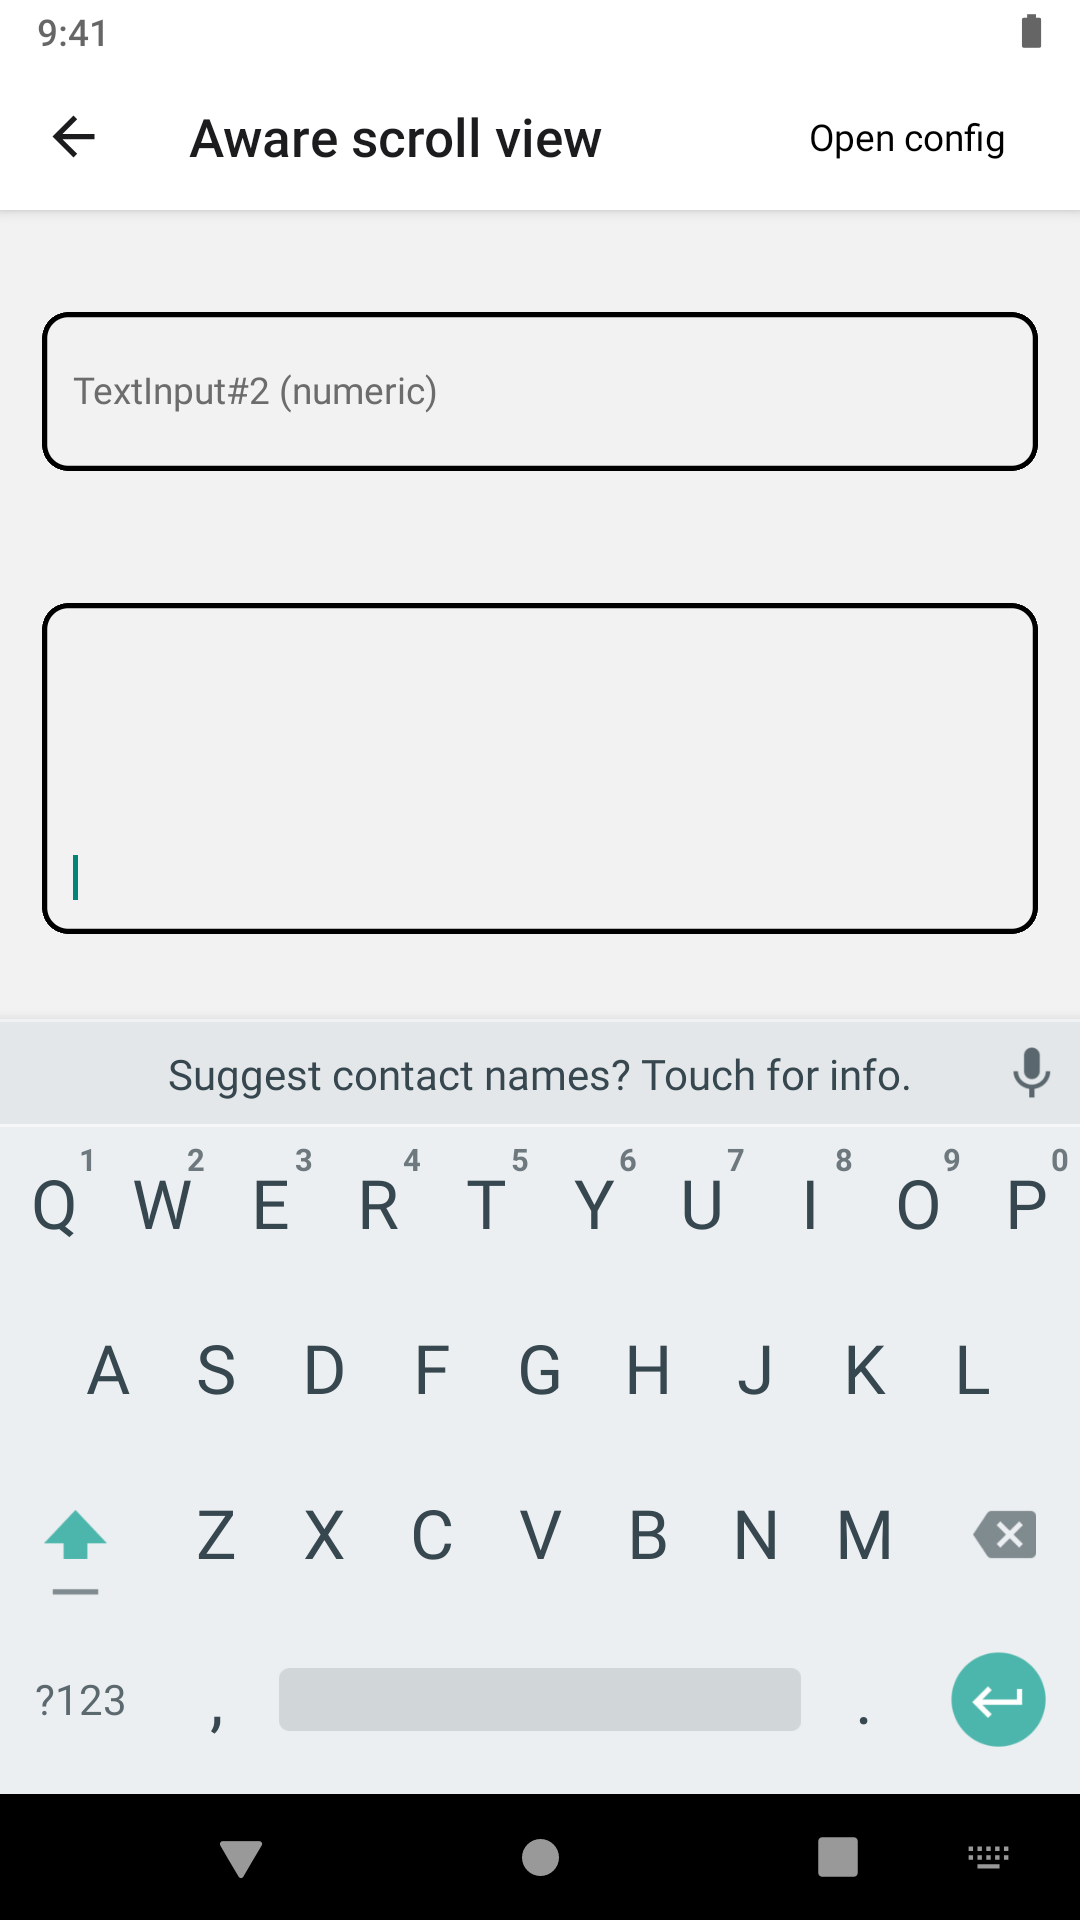 9:41
Aware scroll view
Open config
TextInput#2 (numeric)
Suggest contact names? Touch for info.
1 2 3 4 5 6 7 8 9 0
Q W E R T Y U I O P
A S D F G H J K L
Z X C V B N M
?123 , .